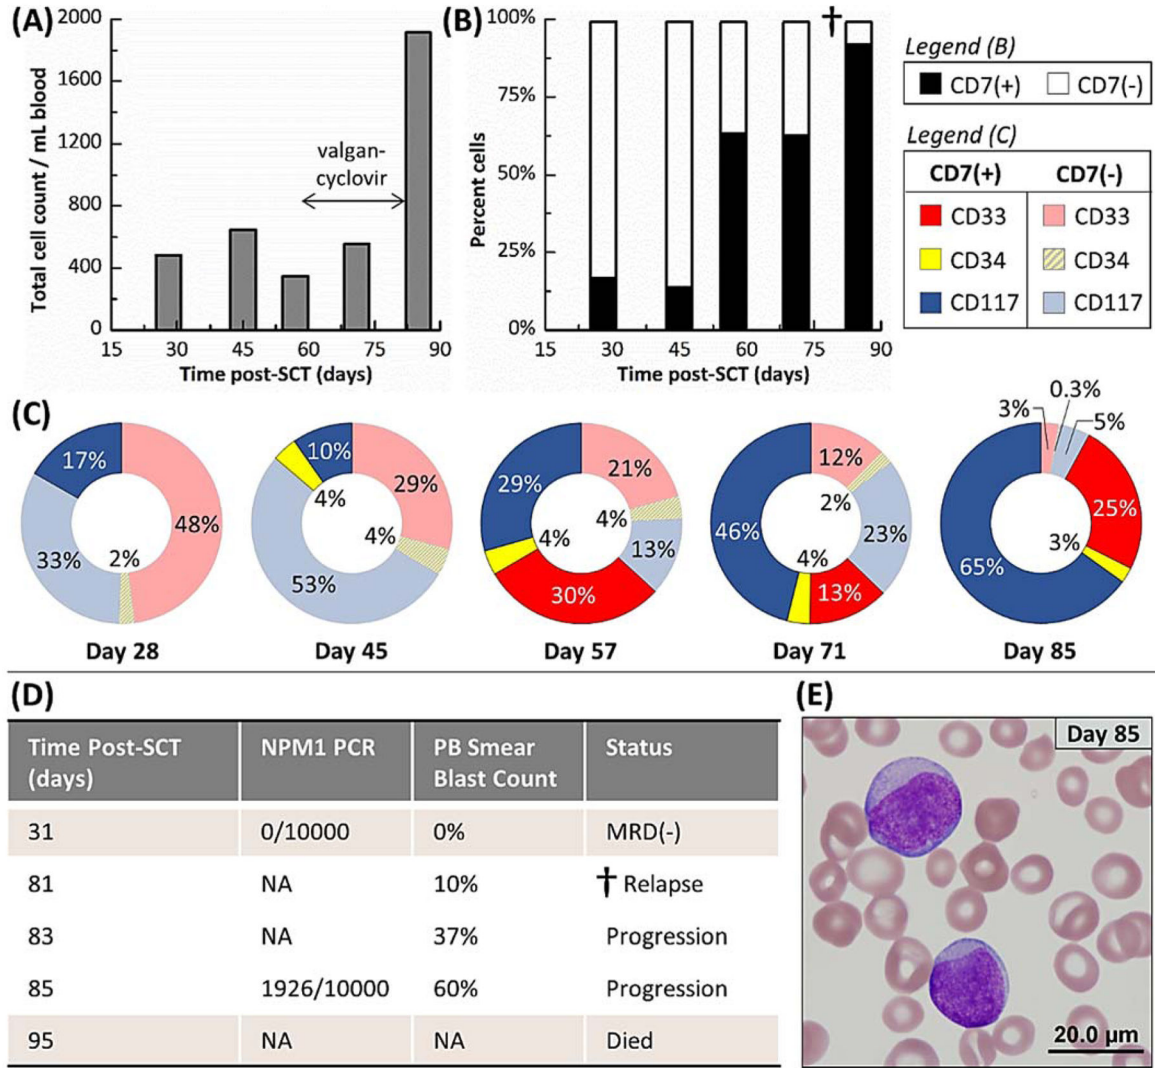 (A)
Total cell count / mL blood
2000
1600
1200
800
400
0
valgan-
cyclovir
15 30 45 60 75 90
Time post-SCT (days)
(B)
Percent cells
100%
75%
50%
25%
0%
†
15 30 45 60 75 90
Time post-SCT (days)
Legend (B)
CD7(+) CD7(-)
Legend (C)
CD7(+) CD7(-)
CD33 CD33
CD34 CD34
CD117 CD117
(C)
17% 48% 33% 2%
Day 28
10% 29% 4% 4% 53%
Day 45
29% 21% 4% 4% 13% 30%
Day 57
46% 12% 2% 23% 4% 13%
Day 71
3% 0.3% 5% 25% 3% 65%
Day 85
(D)
Time Post-SCT NPM1 PCR PB Smear Status
(days) Blast Count
31 0/10000 0% MRD(-)
81 NA 10% † Relapse
83 NA 37% Progression
85 1926/10000 60% Progression
95 NA NA Died
(E)
Day 85
20.0 µm